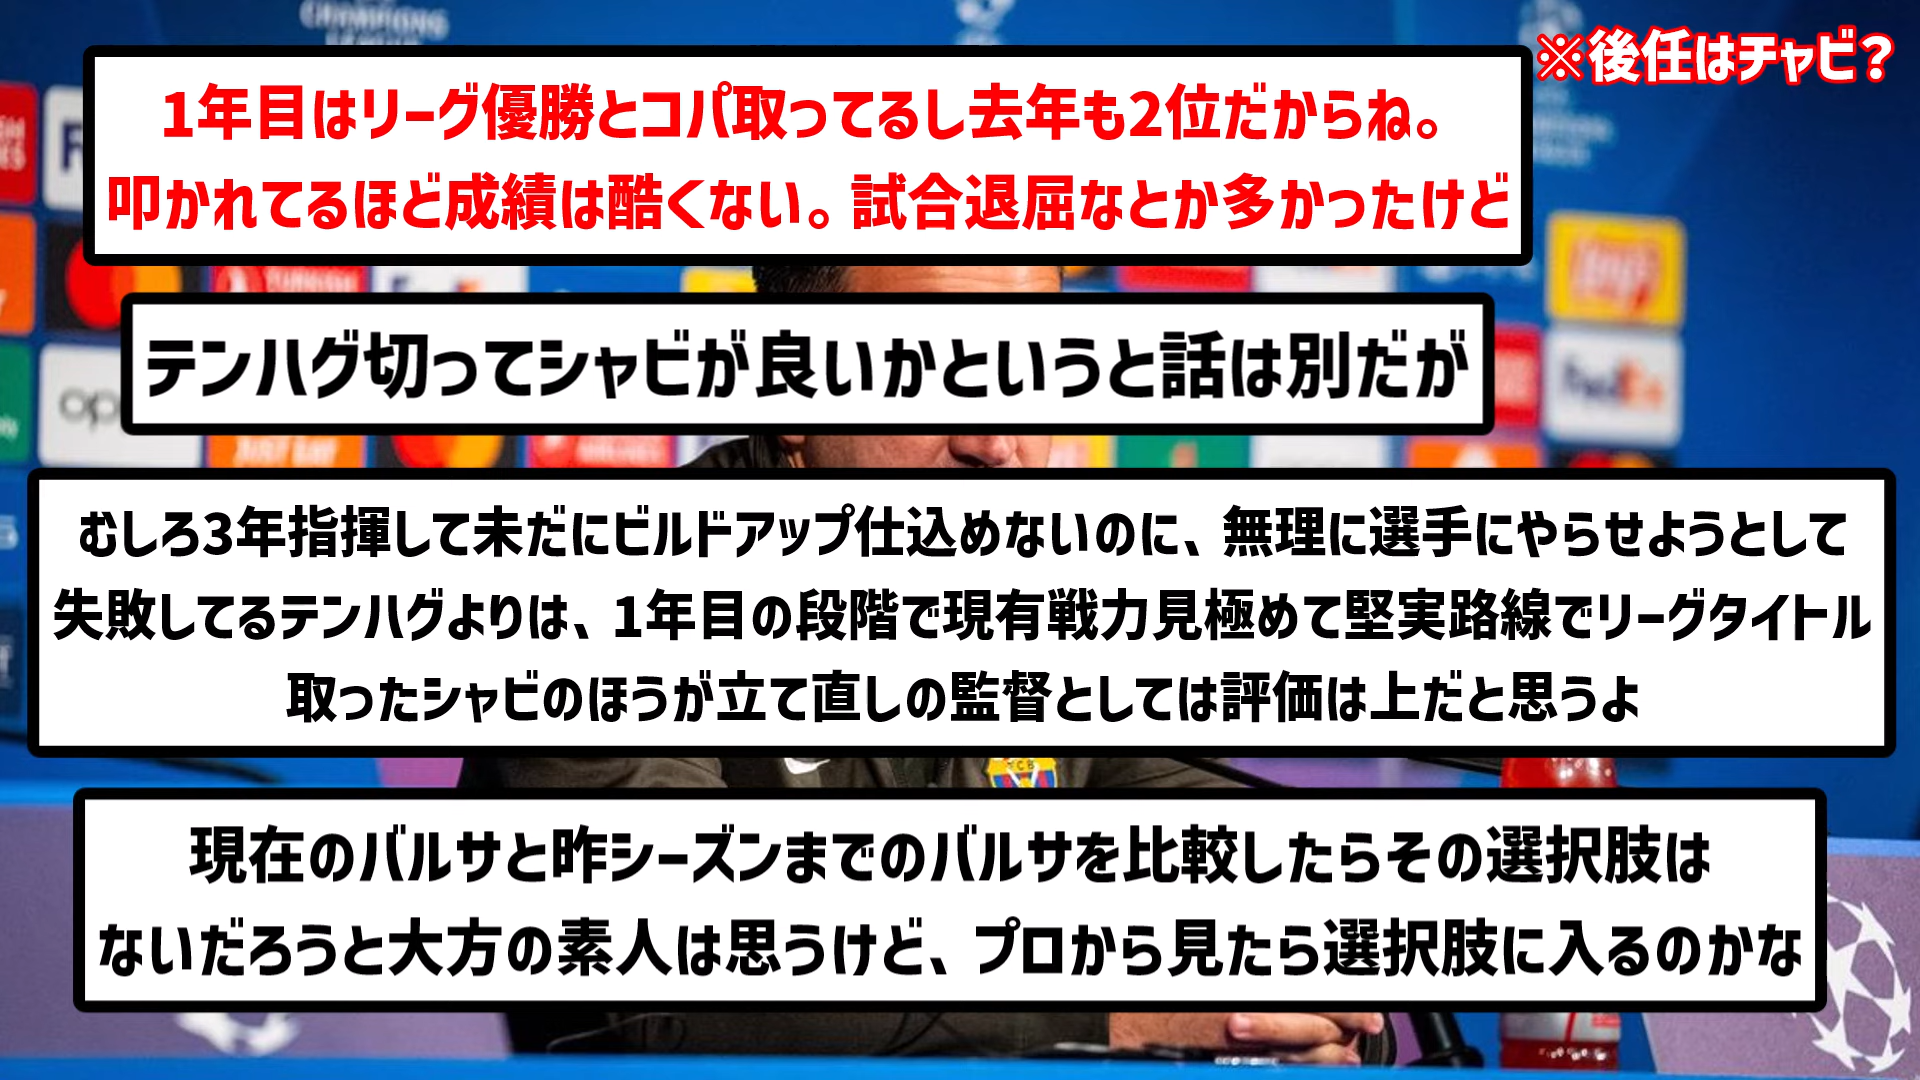 CHAMPIONS
※後任はチャビ？
1年目はリーグ優勝とコパ取ってるし去年も2位だからね。
叩かれてるほど成績は酷くない。試合退屈なとか多かったけど
テンハグ切ってシャビが良いかというと話は別だが
FedEx
むしろ3年指揮して未だにビルドアップ仕込めないのに、無理に選手にやらせようとして
失敗してるテンハグよりは、1年目の段階で現有戦力見極めて堅実路線でリーグタイトル
取ったシャビのほうが立て直しの監督としては評価は上だと思うよ
FCB
現在のバルサと昨シーズンまでのバルサを比較したらその選択肢は
ないだろうと大方の素人は思うけど、プロから見たら選択肢に入るのかな